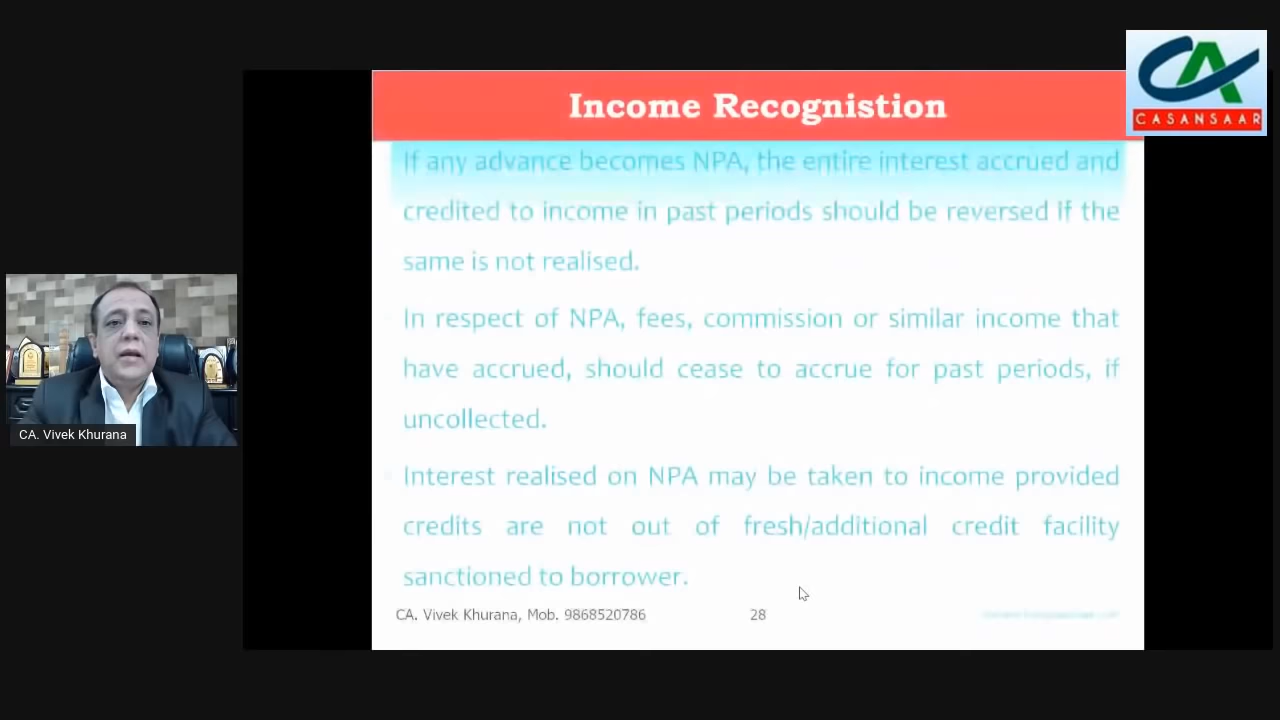 CASANSAAR
Income Recognistion
If any advance becomes NPA, the entire interest accrued and
credited to income in past periods should be reversed if the
same is not realised.
In respect of NPA, fees, commission or similar income that
have accrued, should cease to accrue for past periods, if
uncollected.
Interest realised on NPA may be taken to income provided
credits are not out of fresh/additional credit facility
sanctioned to borrower.
CA. Vivek Khurana, Mob. 9868520786
28
CA. Vivek Khurana